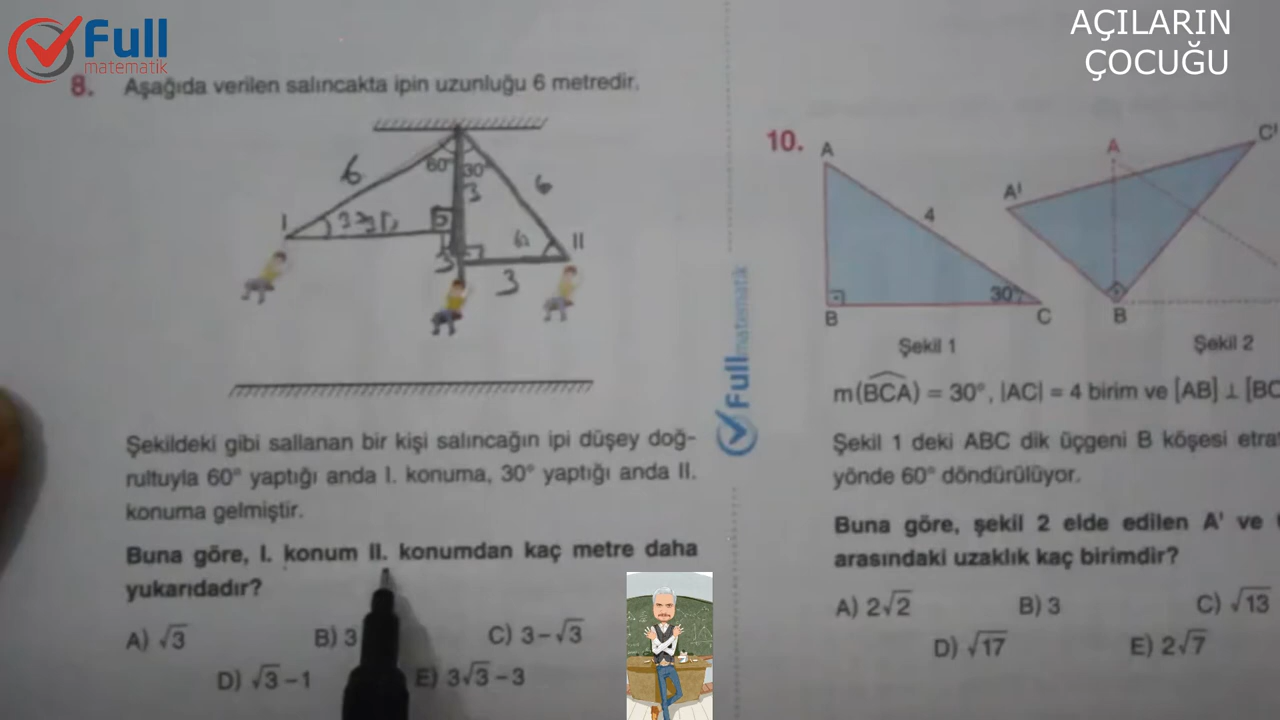 Full
matematik
AÇILARIN
ÇOCUĞU
8. Aşağıda verilen salıncakta ipin uzunluğu 6 metredir.
6
60°
30°
3
6
I
II
3
3
Şekildeki gibi sallanan bir kişi salıncağın ipi düşey doğ-
rultuyla 60° yaptığı anda I. konuma, 30° yaptığı anda II.
konuma gelmiştir.
Buna göre, I. konum II. konumdan kaç metre daha
yukarıdadır?
A) √3
B) 3
C) 3–√3
D) √3–1
E) 3√3–3
Fullmatematik
10.
A
4
30°
B
C
Şekil 1
A
A'
C'
B
Şekil 2
m(BCA) = 30°, |AC| = 4 birim ve [AB] ⊥ [BC
Şekil 1 deki ABC dik üçgeni B köşesi etra
yönde 60° döndürülüyor.
Buna göre, şekil 2 elde edilen A' ve
arasındaki uzaklık kaç birimdir?
A) 2√2
B) 3
C) √13
D) √17
E) 2√7